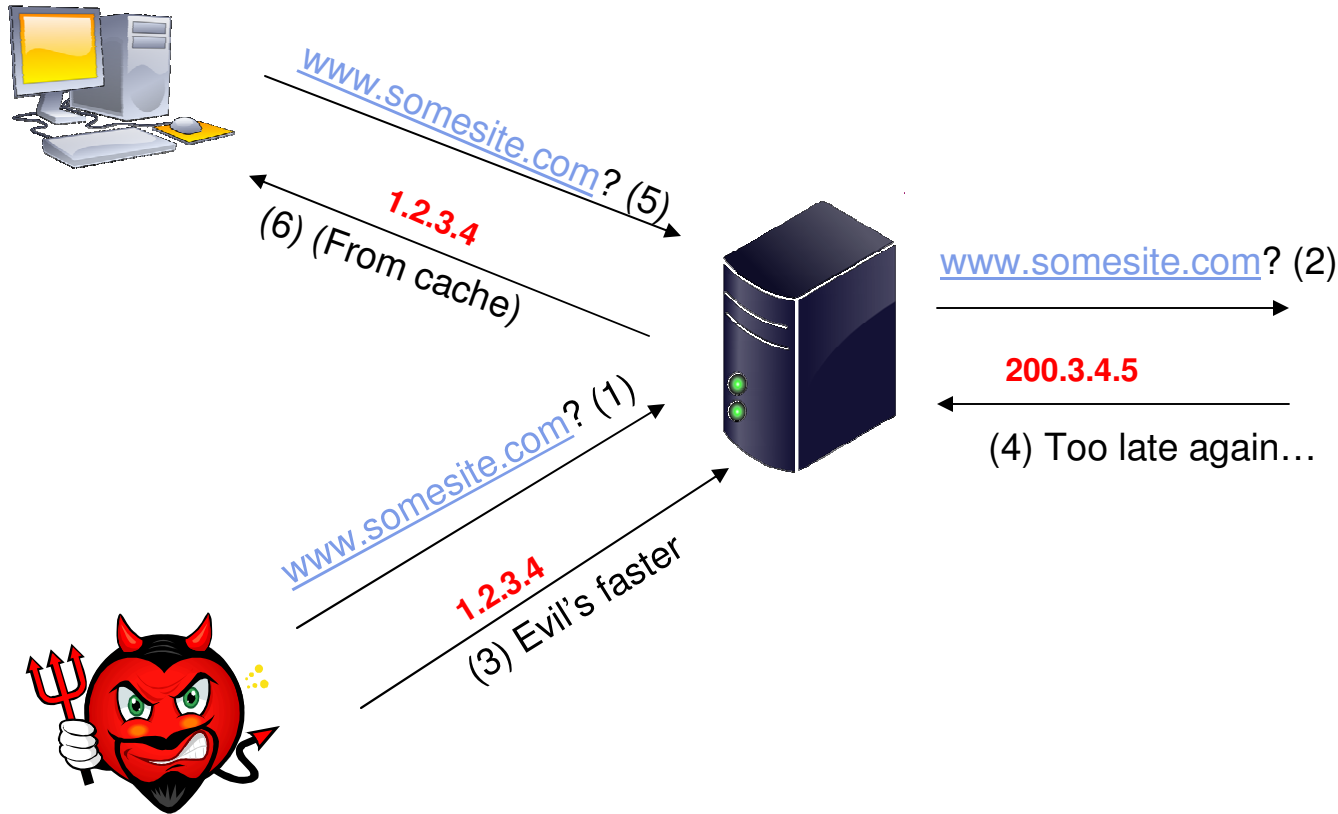 www.somesite.com? (5)
1.2.3.4
(6) (From cache)
www.somesite.com? (2)
200.3.4.5
(4) Too late again…
www.somesite.com? (1)
1.2.3.4
(3) Evil’s faster